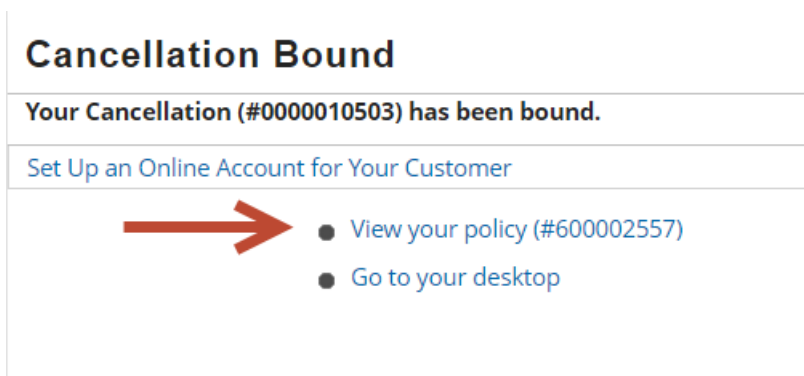 Cancellation Bound
Your Cancellation (#0000010503) has been bound.
Set Up an Online Account for Your Customer
View your policy (#600002557)
Go to your desktop